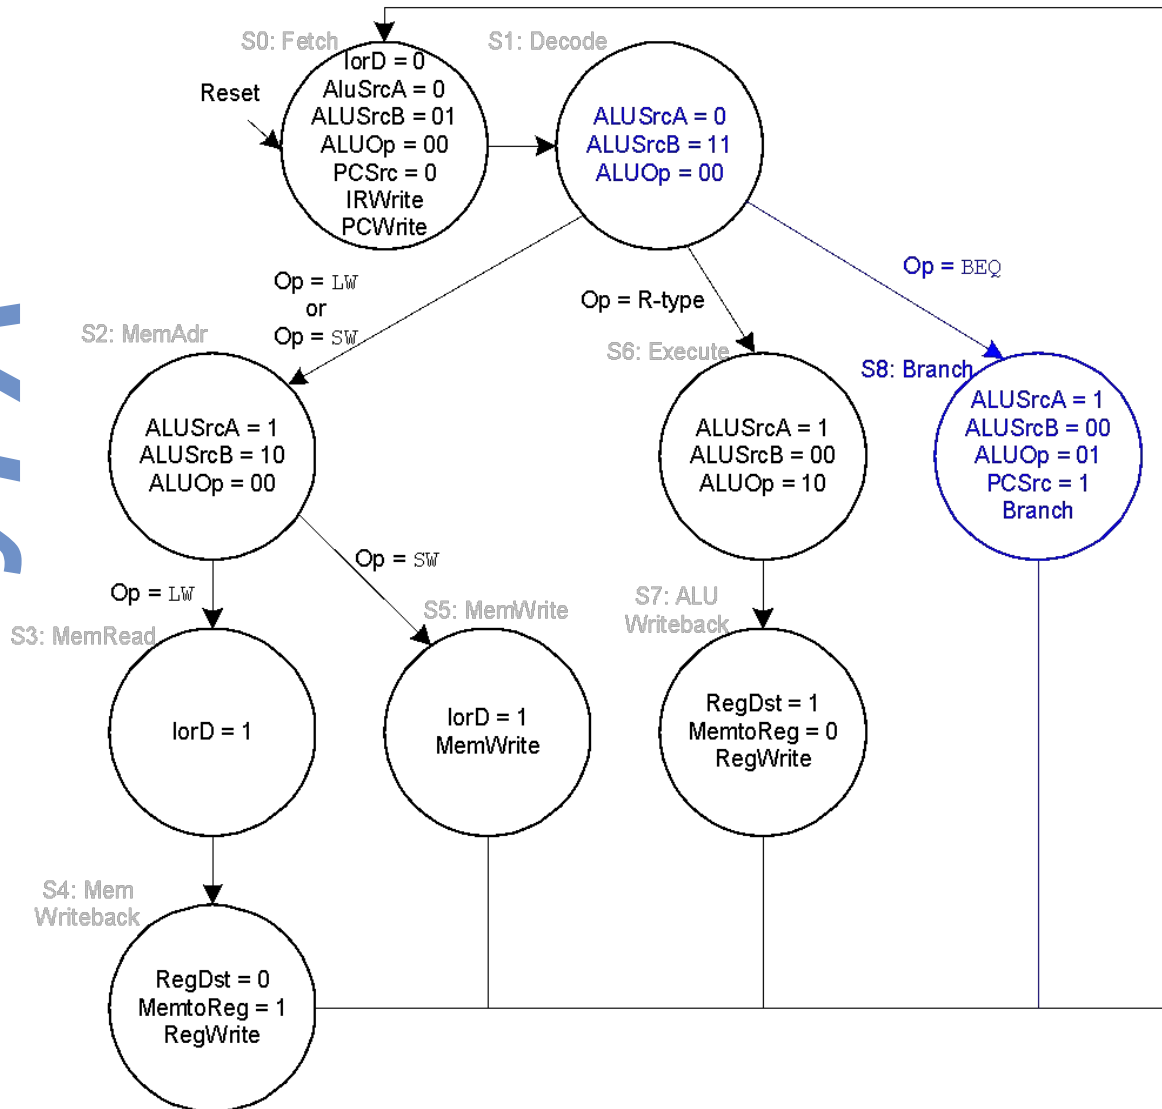 S0: Fetch
S1: Decode
Reset
IorD = 0
AluSrcA = 0
ALUSrcB = 01
ALUOp = 00
PCSrc = 0
IRWrite
PCWrite
ALUSrcA = 0
ALUSrcB = 11
ALUOp = 00
Op = LW
or
Op = SW
Op = R-type
Op = BEQ
S2: MemAdr
S6: Execute
S8: Branch
ALUSrcA = 1
ALUSrcB = 10
ALUOp = 00
ALUSrcA = 1
ALUSrcB = 00
ALUOp = 10
ALUSrcA = 1
ALUSrcB = 00
ALUOp = 01
PCSrc = 1
Branch
Op = LW
Op = SW
S3: MemRead
S5: MemWrite
S7: ALU
Writeback
IorD = 1
IorD = 1
MemWrite
RegDst = 1
MemtoReg = 0
RegWrite
S4: Mem
Writeback
RegDst = 0
MemtoReg = 1
RegWrite